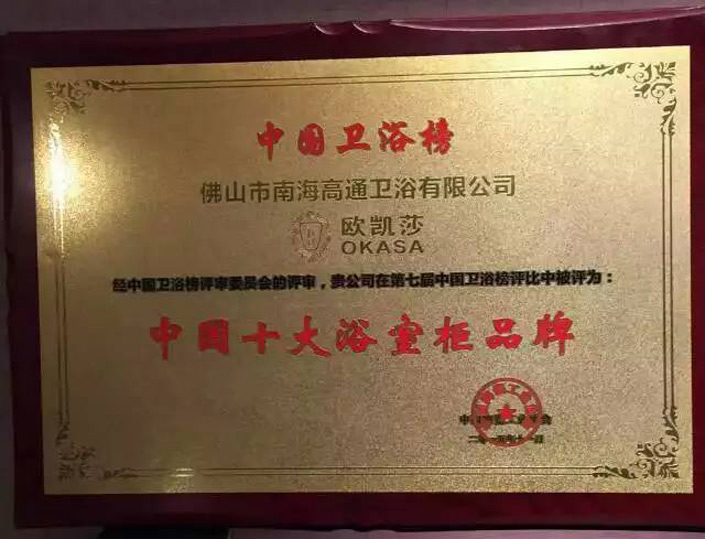 中国卫浴榜
佛山市南海高通卫浴有限公司
欧凯莎
OKASA
经中国卫浴榜评审委员会的评审，贵公司在第七届中国卫浴榜评比中被评为：
中国十大浴室柜品牌